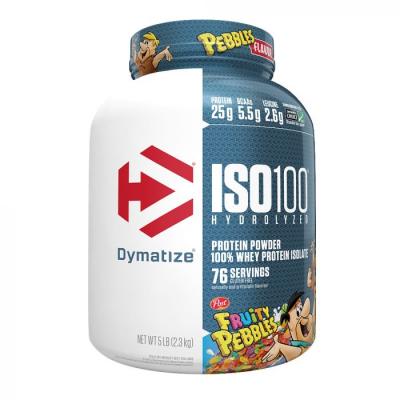 PEBBLES
FLAVOR
PROTEIN BCAAs LEUCINE
25g 5.5g 2.6g
ISO100
HYDROLYZED
PROTEIN POWDER
100% WHEY PROTEIN ISOLATE
76 SERVINGS
GLUTEN FREE
Dymatize®
Post
FRUITY
PEBBLES
NET WT 5 LB (2.3 kg)